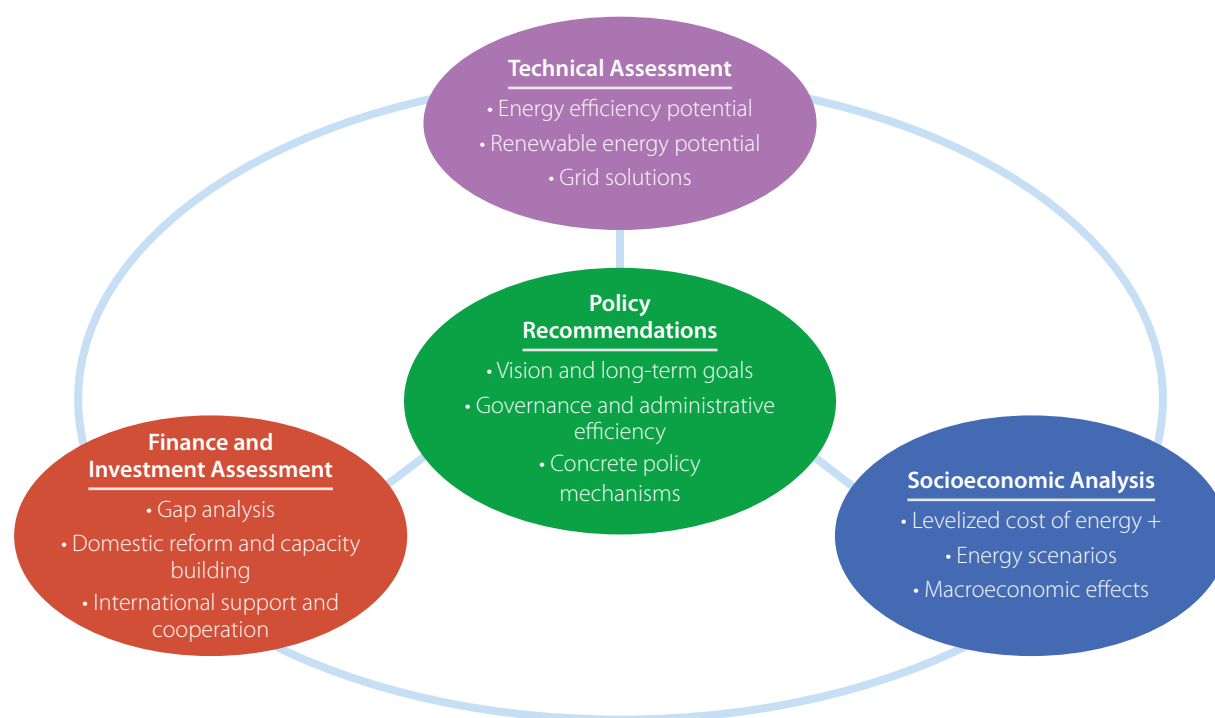 Technical Assessment
• Energy efficiency potential
• Renewable energy potential
• Grid solutions
Policy
Recommendations
• Vision and long-term goals
• Governance and administrative
efficiency
• Concrete policy
mechanisms
Finance and
Investment Assessment
• Gap analysis
• Domestic reform and capacity
building
• International support and
cooperation
Socioeconomic Analysis
• Levelized cost of energy +
• Energy scenarios
• Macroeconomic effects